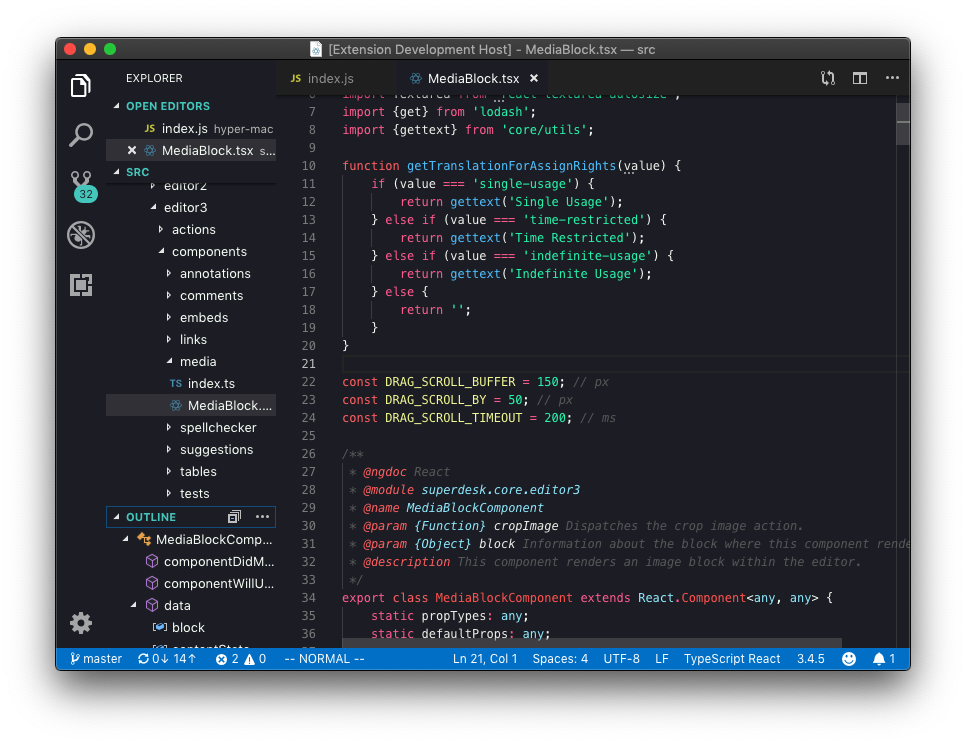 [Extension Development Host] - MediaBlock.tsx — src
EXPLORER
OPEN EDITORS
JS index.js hyper-mac
MediaBlock.tsx s...
32
SRC
editor2
editor3
actions
components
annotations
comments
embeds
links
media
TS index.ts
MediaBlock....
spellchecker
suggestions
tables
tests
OUTLINE
MediaBlockComp...
componentDidM...
componentWillU...
data
block
JS index.js
MediaBlock.tsx
7 import {get} from 'lodash';
8 import {gettext} from 'core/utils';
9
10 function getTranslationForAssignRights(value) {
11 if (value === 'single-usage') {
12 return gettext('Single Usage');
13 } else if (value === 'time-restricted') {
14 return gettext('Time Restricted');
15 } else if (value === 'indefinite-usage') {
16 return gettext('Indefinite Usage');
17 } else {
18 return '';
19 }
20 }
21
22 const DRAG_SCROLL_BUFFER = 150; // px
23 const DRAG_SCROLL_BY = 50; // px
24 const DRAG_SCROLL_TIMEOUT = 200; // ms
25
26 /**
27 * @ngdoc React
28 * @module superdesk.core.editor3
29 * @name MediaBlockComponent
30 * @param {Function} cropImage Dispatches the crop image action.
31 * @param {Object} block Information about the block where this component rende
32 * @description This component renders an image block within the editor.
33 */
34 export class MediaBlockComponent extends React.Component<any, any> {
35 static propTypes: any;
36 static defaultProps: any;
master 0↓ 14↑ 2 0 -- NORMAL -- Ln 21, Col 1 Spaces: 4 UTF-8 LF TypeScript React 3.4.5 1